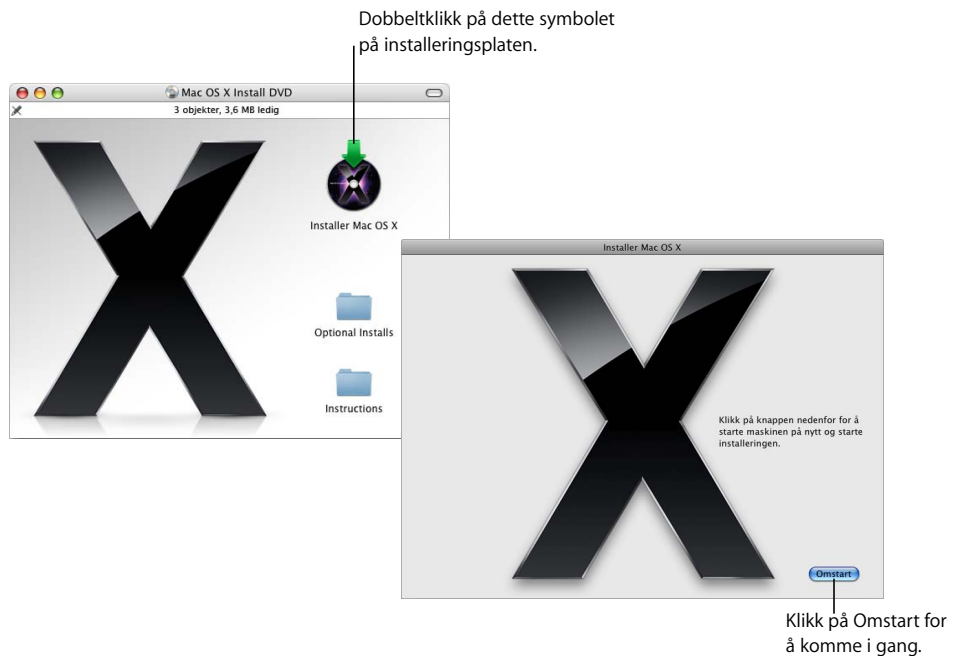 Dobbeltklikk på dette symbolet
på installeringsplaten.
Mac OS X Install DVD
3 objekter, 3,6 MB ledig
Installer Mac OS X
Optional Installs
Instructions
Installer Mac OS X
Klikk på knappen nedenfor for å
starte maskinen på nytt og starte
installeringen.
Omstart
Klikk på Omstart for
å komme i gang.